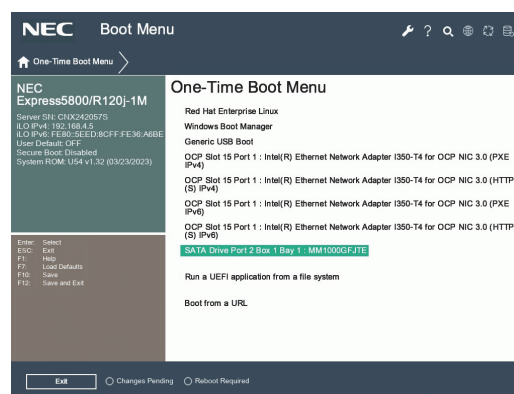 NEC Boot Menu
One-Time Boot Menu
NEC
Express5800/R120j-1M
Server SN: CNX242057S
iLO IPv4: 192.168.4.5
iLO IPv6: FE80::5EED:8CFF:FE36:A6BE
User Default: OFF
Secure Boot: Disabled
System ROM: U54 v1.32 (03/23/2023)
Enter: Select
ESC: Exit
F1: Help
F7: Load Defaults
F10: Save
F12: Save and Exit
One-Time Boot Menu
Red Hat Enterprise Linux
Windows Boot Manager
Generic USB Boot
OCP Slot 15 Port 1 : Intel(R) Ethernet Network Adapter I350-T4 for OCP NIC 3.0 (PXE
IPv4)
OCP Slot 15 Port 1 : Intel(R) Ethernet Network Adapter I350-T4 for OCP NIC 3.0 (HTTP
(S) IPv4)
OCP Slot 15 Port 1 : Intel(R) Ethernet Network Adapter I350-T4 for OCP NIC 3.0 (PXE
IPv6)
OCP Slot 15 Port 1 : Intel(R) Ethernet Network Adapter I350-T4 for OCP NIC 3.0 (HTTP
(S) IPv6)
SATA Drive Port 2 Box 1 Bay 1 : MM1000GFJTE
Run a UEFI application from a file system
Boot from a URL
Exit
Changes Pending
Reboot Required